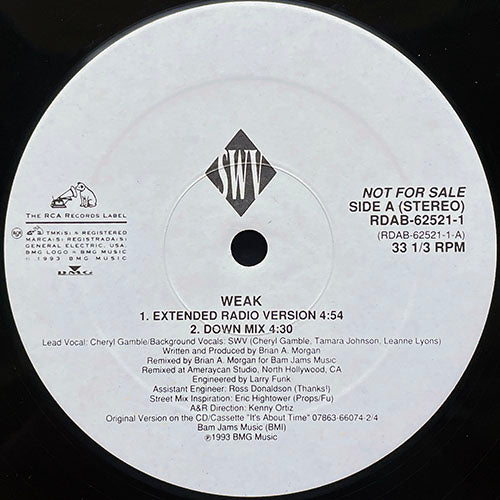 SWV
THE RCA RECORDS LABEL
TMK(S) ® REGISTERED
MARCA(S) REGISTRADA(S)
GENERAL ELECTRIC, USA.
BMG LOGO ® BMG MUSIC
© 1993 BMG MUSIC
BMG
NOT FOR SALE
SIDE A (STEREO)
RDAB-62521-1
(RDAB-62521-1-A)
33 1/3 RPM
WEAK
1. EXTENDED RADIO VERSION 4:54
2. DOWN MIX 4:30
Lead Vocal: Cheryl Gamble/Background Vocals: SWV (Cheryl Gamble, Tamara Johnson, Leanne Lyons)
Written and Produced by Brian A. Morgan
Remixed by Brian A. Morgan for Bam Jams Music
Remixed at Ameraycan Studio, North Hollywood, CA
Engineered by Larry Funk
Assistant Engineer: Ross Donaldson (Thanks!)
Street Mix Inspiration: Eric Hightower (Props/Fu)
A&R Direction: Kenny Ortiz
Original Version on the CD/Cassette "It's About Time" 07863-66074-2/4
Bam Jams Music (BMI)
℗1993 BMG Music